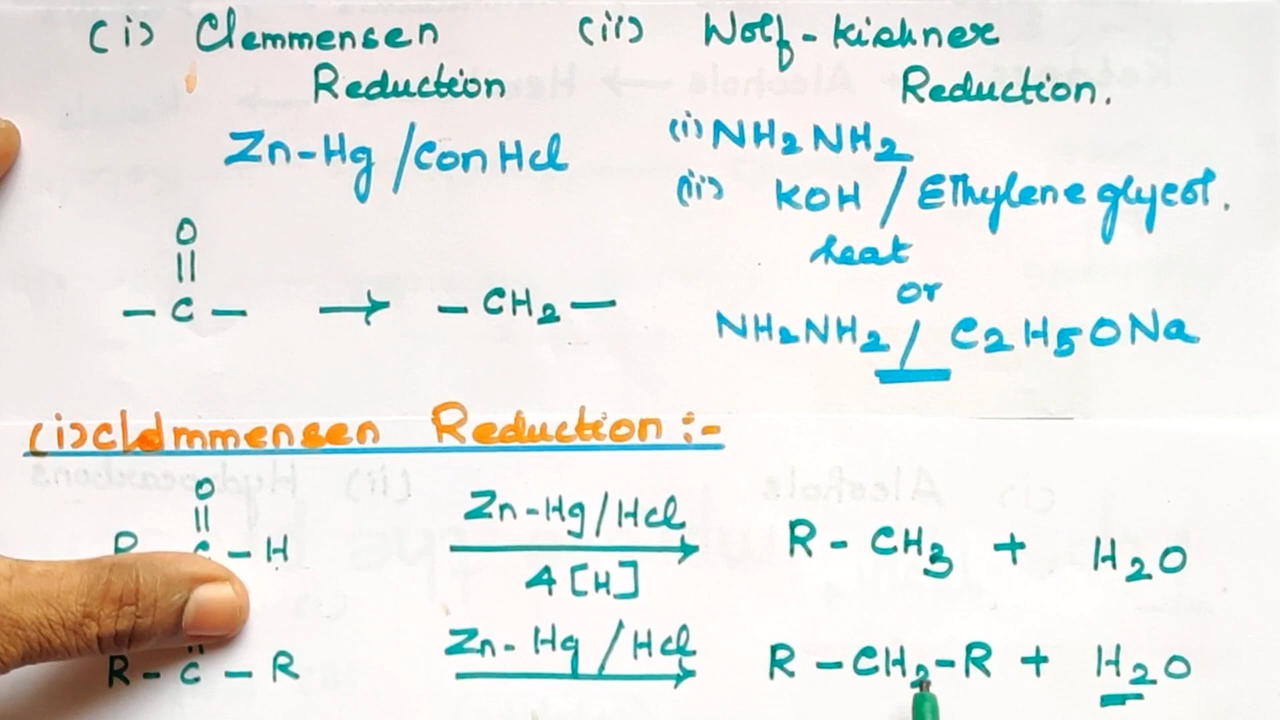 (i) Clemmensen Reduction
Zn-Hg /Con HCl
O
||
- C - → - CH2 -
(ii) Wolf-Kishner Reduction.
(i) NH2NH2
(ii) KOH / Ethylene glycol.
heat
or
NH2NH2 / C2H5ONa
(i) Clemmensen Reduction :-
O
||
R C - H Zn-Hg/HCl 4 [H] R - CH3 + H2O
R - C - R Zn-Hg / HCl R - CH2 - R + H2O